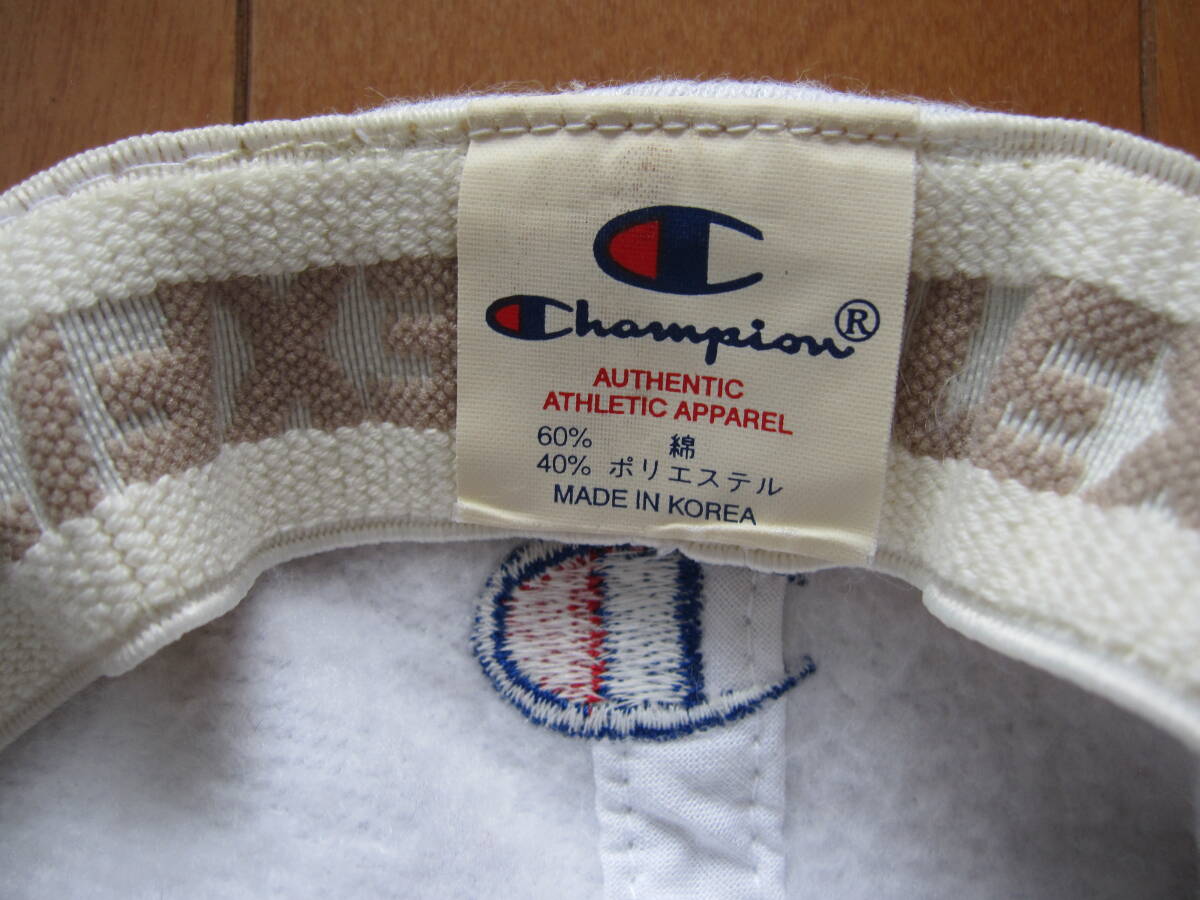 Champion®
AUTHENTIC
ATHLETIC APPAREL
60% 綿
40% ポリエステル
MADE IN KOREA